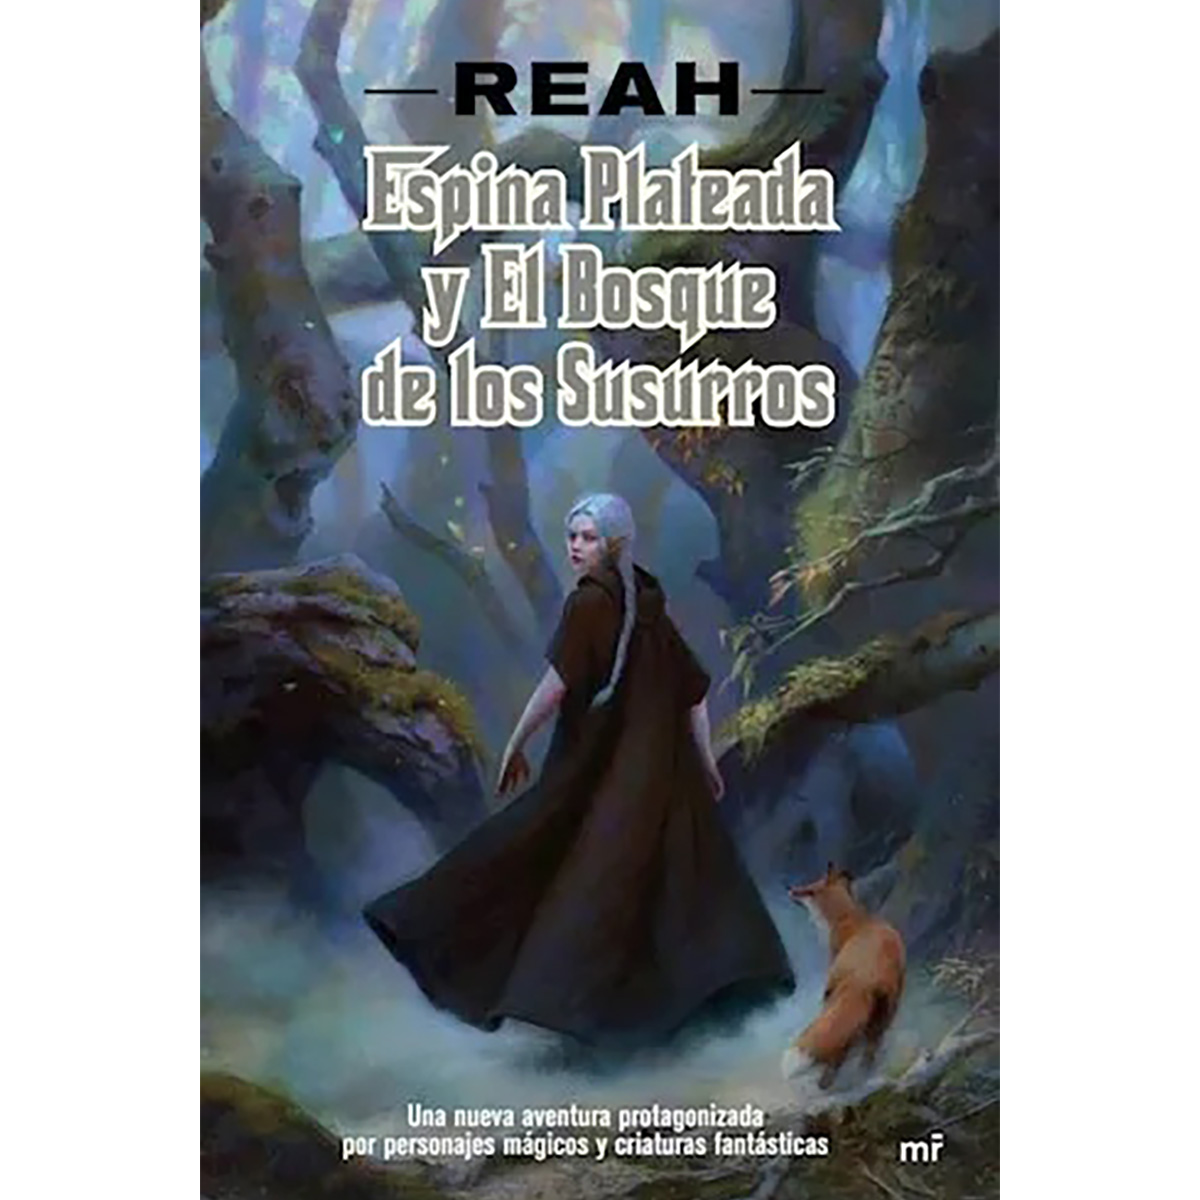 REAH
Espina Plateada
y El Bosque
de los Susurros
Una nueva aventura protagonizada
por personajes mágicos y criaturas fantásticas
mr